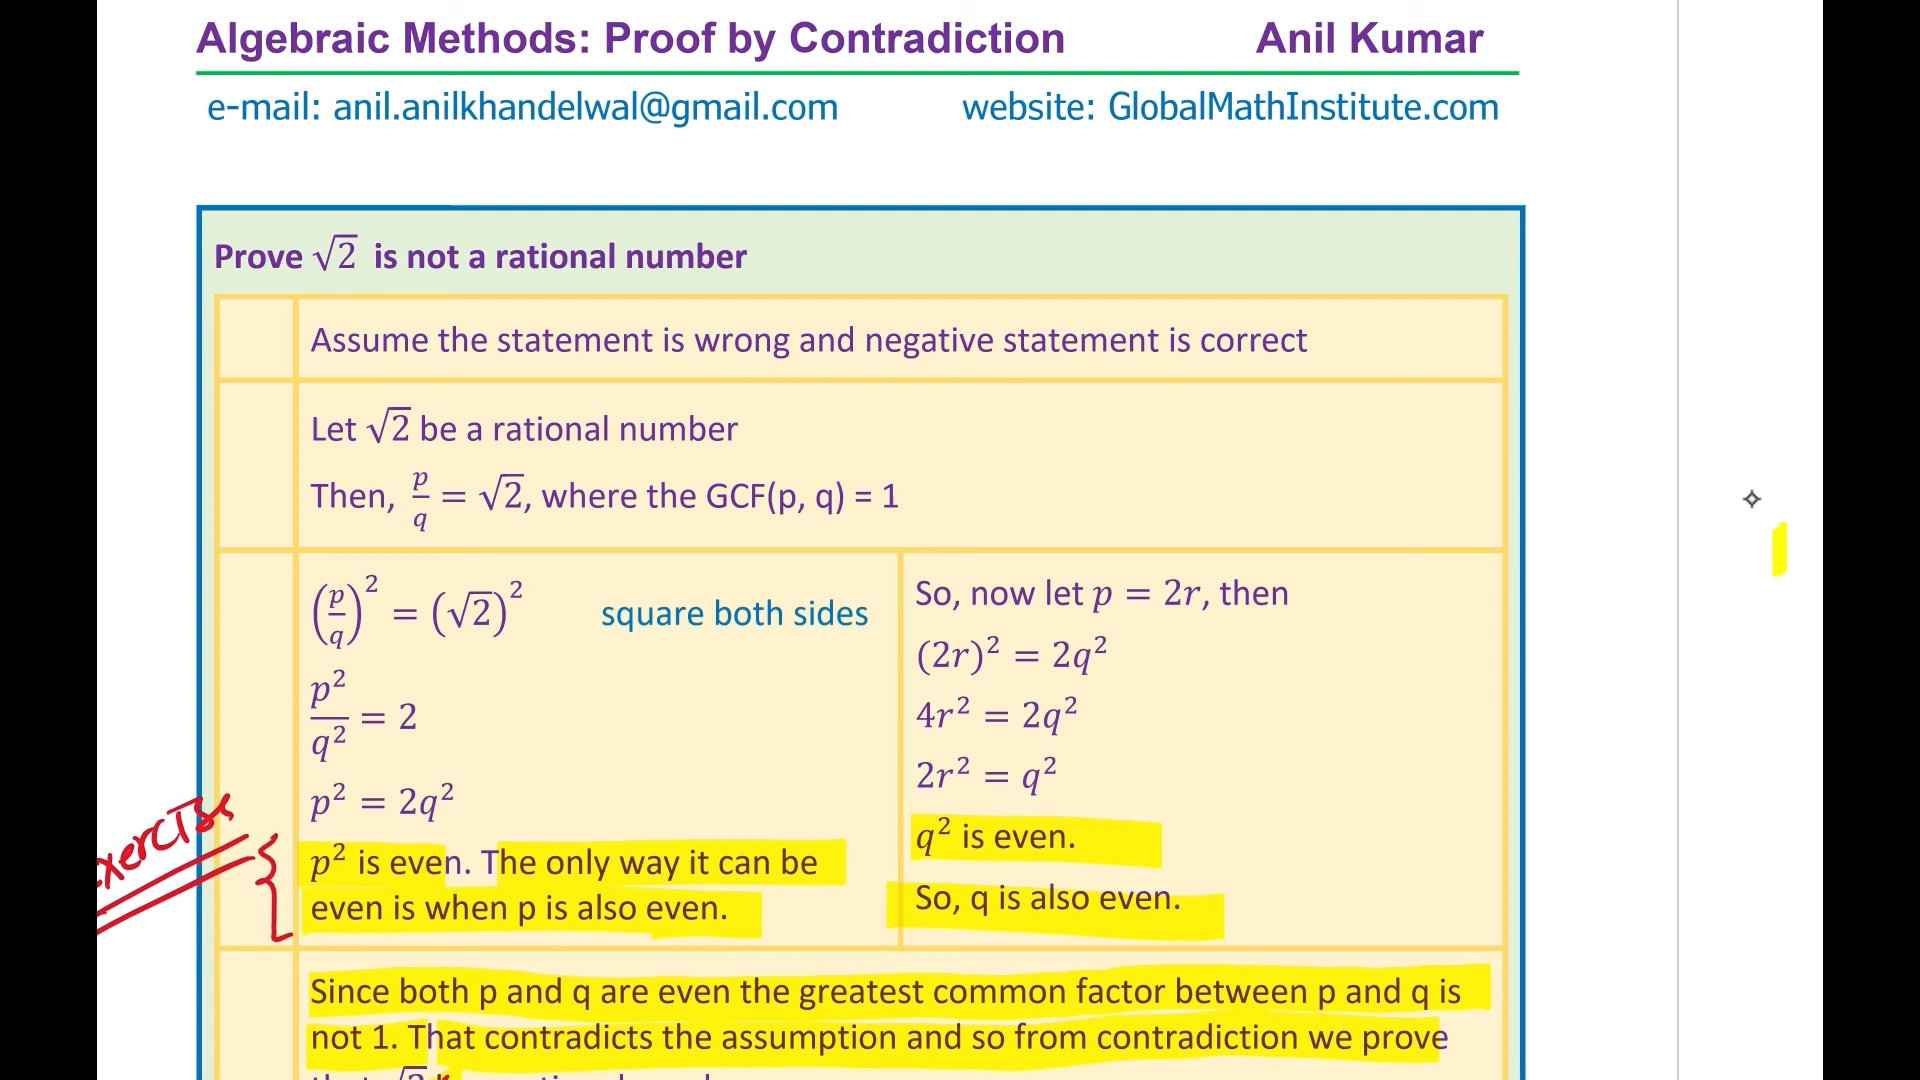 Algebraic Methods: Proof by Contradiction Anil Kumar
e-mail: anil.anilkhandelwal@gmail.com website: GlobalMathInstitute.com
Prove √2 is not a rational number
Assume the statement is wrong and negative statement is correct
Let √2 be a rational number
Then, p/q = √2, where the GCF(p, q) = 1
(p/q)² = (√2)² square both sides
p²/q² = 2
p² = 2q²
p² is even. The only way it can be
even is when p is also even.
So, now let p = 2r, then
(2r)² = 2q²
4r² = 2q²
2r² = q²
q² is even.
So, q is also even.
Since both p and q are even the greatest common factor between p and q is
not 1. That contradicts the assumption and so from contradiction we prove